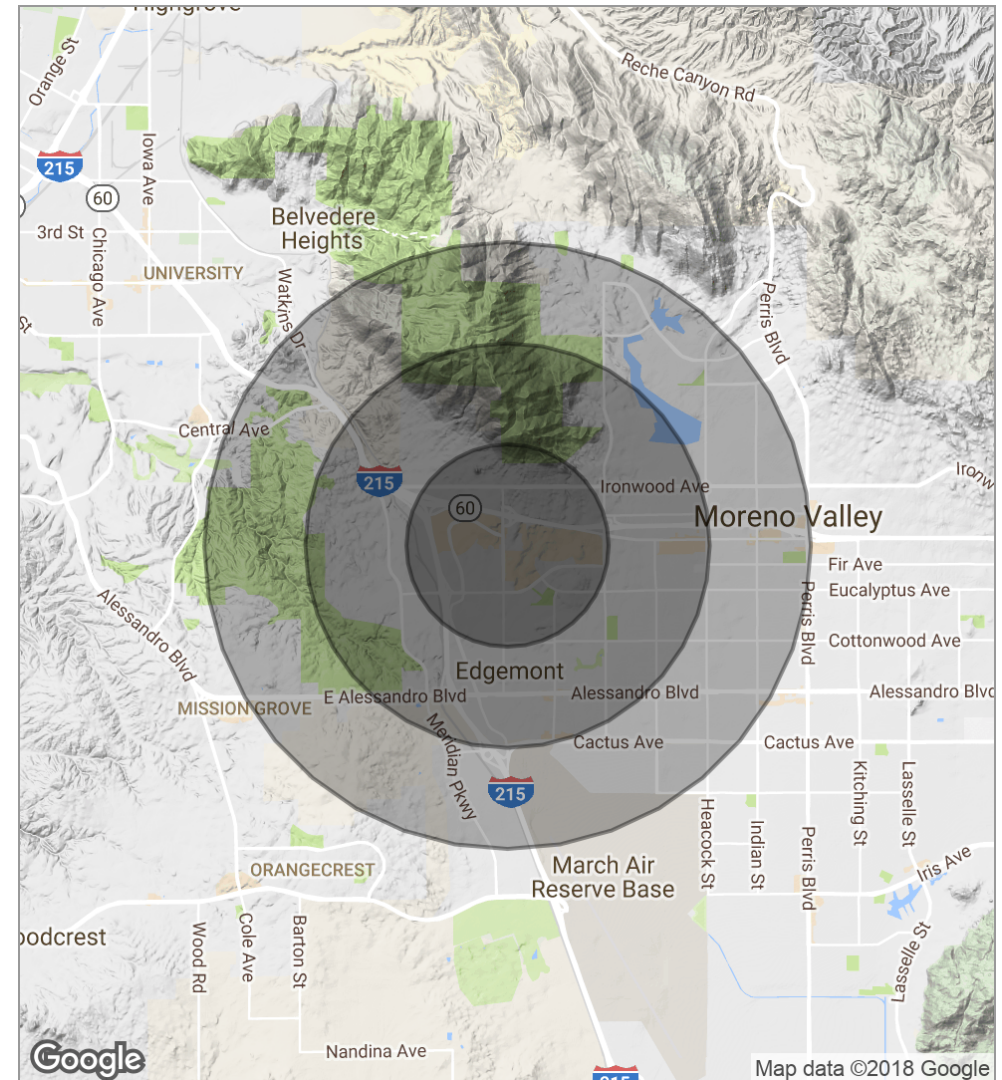 Highgrove
Orange St
Reche Canyon Rd
Iowa Ave
215
60
Belvedere
Heights
3rd St
Chicago Ave
UNIVERSITY
Watkins Dr
Perris Blvd
St
Central Ave
215
Ironwood Ave
Ironw
60
Moreno Valley
Fir Ave
Eucalyptus Ave
Perris Blvd
Alessandro Blvd
Cottonwood Ave
Edgemont
E Alessandro Blvd
Alessandro Blvd
Alessandro Blvd
MISSION GROVE
Meridian Pkwy
Cactus Ave
Cactus Ave
Kitching St
Lasselle St
215
Heacock St
Indian St
Perris Blvd
ORANGECREST
March Air
Reserve Base
Iris Ave
oodcrest
Wood Rd
Cole Ave
Barton St
Lasselle St
Nandina Ave
Google
215
Map data ©2018 Google